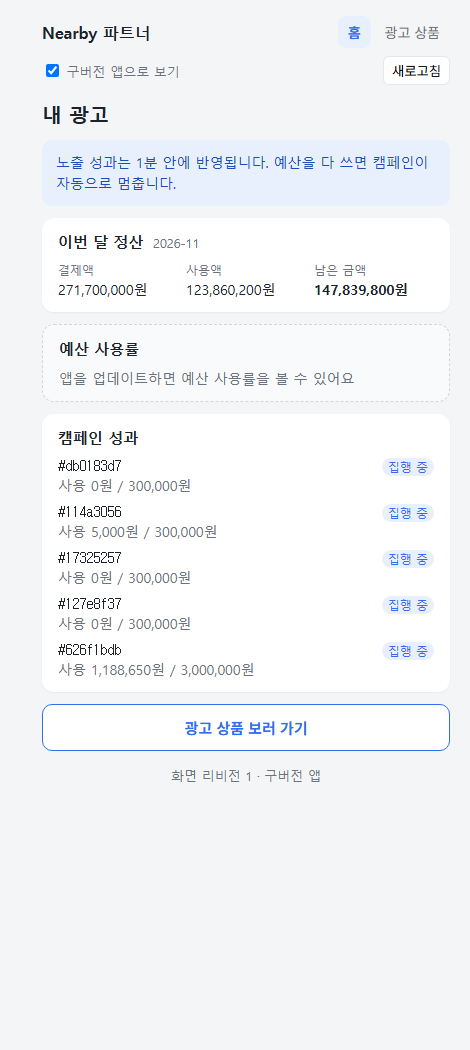 Nearby 파트너
홈
광고 상품
구버전 앱으로 보기
새로고침
내 광고
노출 성과는 1분 안에 반영됩니다. 예산을 다 쓰면 캠페인이
자동으로 멈춥니다.
이번 달 정산 2026-11
결제액 사용액 남은 금액
271,700,000원 123,860,200원 147,839,800원
예산 사용률
앱을 업데이트하면 예산 사용률을 볼 수 있어요
캠페인 성과
#db0183d7 집행 중
사용 0원 / 300,000원
#114a3056 집행 중
사용 5,000원 / 300,000원
#17325257 집행 중
사용 0원 / 300,000원
#127e8f37 집행 중
사용 0원 / 300,000원
#626f1bdb 집행 중
사용 1,188,650원 / 3,000,000원
광고 상품 보러 가기
화면 리비전 1 · 구버전 앱